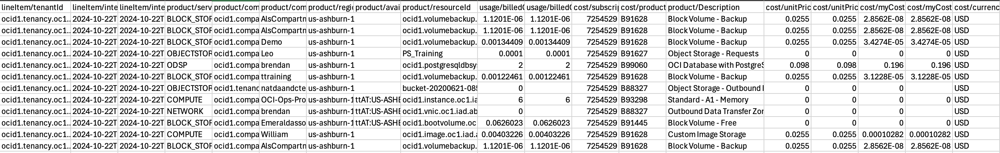 lineItem/tenantId lineItem/inte lineItem/inte product/serv product/com product/com product/regio product/avai product/resourceId usage/billedQ usage/billedQ cost/subscrip cost/product product/Description cost/unitPric cost/unitPric cost/myCost cost/myCost cost/currenc
ocid1.tenancy.oc1.. 2024-10-22T 2024-10-22T BLOCK_STOR ocid1.compa AlsCompartn us-ashburn-1 ocid1.volumebackup. 1.1201E-06 1.1201E-06 7254529 B91628 Block Volume - Backup 0.0255 0.0255 2.8562E-08 2.8562E-08 USD
ocid1.tenancy.oc1.. 2024-10-22T 2024-10-22T BLOCK_STOR ocid1.compa AlsCompartn us-ashburn-1 ocid1.volumebackup. 1.1201E-06 1.1201E-06 7254529 B91628 Block Volume - Backup 0.0255 0.0255 2.8562E-08 2.8562E-08 USD
ocid1.tenancy.oc1.. 2024-10-22T 2024-10-22T BLOCK_STOR ocid1.compa Demo us-ashburn-1 ocid1.volumebackup. 0.00134409 0.00134409 7254529 B91628 Block Volume - Backup 0.0255 0.0255 3.4274E-05 3.4274E-05 USD
ocid1.tenancy.oc1.. 2024-10-22T 2024-10-22T OBJECTSTOR ocid1.compa Leo us-ashburn-1 PS_Training 0.0001 0.0001 7254529 B91627 Object Storage - Requests 0 0 0 0 USD
ocid1.tenancy.oc1.. 2024-10-22T 2024-10-22T ODSP ocid1.compa brendan us-ashburn-1 ocid1.postgresqldbsy 2 2 7254529 B99060 OCI Database with PostgreS 0.098 0.098 0.196 0.196 USD
ocid1.tenancy.oc1.. 2024-10-22T 2024-10-22T BLOCK_STOR ocid1.compa ttraining us-ashburn-1 ocid1.volumebackup. 0.00122461 0.00122461 7254529 B91628 Block Volume - Backup 0.0255 0.0255 3.1228E-05 3.1228E-05 USD
ocid1.tenancy.oc1.. 2024-10-22T 2024-10-22T OBJECTSTOR ocid1.tenanc natdaandcte us-ashburn-1 bucket-20200621-085 0 7254529 B88327 Object Storage - Outbound 0 0 0 USD
ocid1.tenancy.oc1.. 2024-10-22T 2024-10-22T COMPUTE ocid1.compa OCI-Ops-Pro us-ashburn-1 ttAT:US-ASHB ocid1.instance.oc1.ia 6 6 7254529 B93298 Standard - A1 - Memory 0 0 0 0 USD
ocid1.tenancy.oc1.. 2024-10-22T 2024-10-22T NETWORK ocid1.compa brendan us-ashburn-1 ttAT:US-ASHB ocid1.vnic.oc1.iad.ab 0 7254529 B88327 Outbound Data Transfer Zon 0 0 0 USD
ocid1.tenancy.oc1.. 2024-10-22T 2024-10-22T BLOCK_STOR ocid1.compa Emeraldasso us-ashburn-1 ttAT:US-ASHB ocid1.bootvolume.oc 0.0626023 0.0626023 7254529 B91445 Block Volume - Free 0 0 0 0 USD
ocid1.tenancy.oc1.. 2024-10-22T 2024-10-22T COMPUTE ocid1.compa William us-ashburn-1 ocid1.image.oc1.iad.a 0.00403226 0.00403226 7254529 B91628 Custom Image Storage 0.0255 0.0255 0.00010282 0.00010282 USD
ocid1.tenancy.oc1.. 2024-10-22T 2024-10-22T BLOCK_STOR ocid1.compa AlsCompartn us-ashburn-1 ocid1.volumebackup. 1.1201E-06 1.1201E-06 7254529 B91628 Block Volume - Backup 0.0255 0.0255 2.8562E-08 2.8562E-08 USD